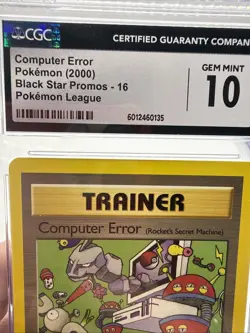 CGC
CERTIFIED GUARANTY COMPAN
Computer Error
Pokémon (2000)
Black Star Promos - 16
Pokémon League
GEM MINT
10
6012460135
TRAINER
Computer Error (Rocket's Secret Machine)